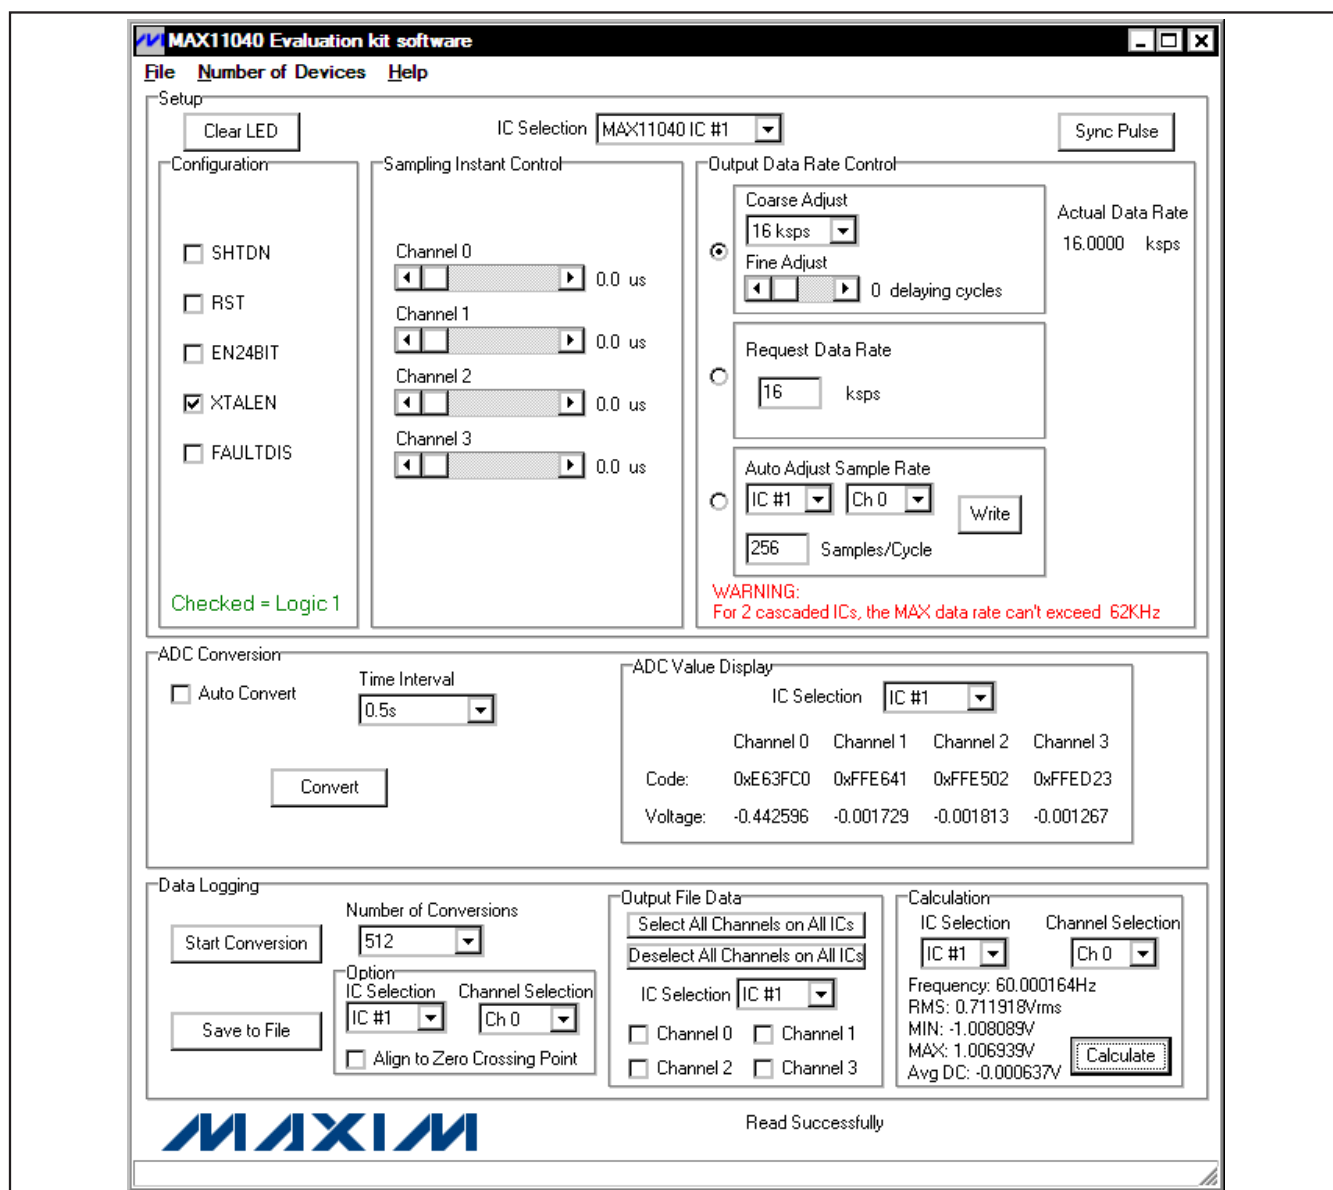 MAX11040 Evaluation kit software
File Number of Devices Help
Setup
Clear LED
IC Selection MAX11040 IC #1
Sync Pulse
Configuration
SHTDN
RST
EN24BIT
XTALEN
FAULTDIS
Checked = Logic 1
Sampling Instant Control
Channel 0
0.0 us
Channel 1
0.0 us
Channel 2
0.0 us
Channel 3
0.0 us
Output Data Rate Control
Coarse Adjust
16 ksps
Fine Adjust
0 delaying cycles
Actual Data Rate
16.0000 ksps
Request Data Rate
16 ksps
Auto Adjust Sample Rate
IC #1 Ch 0
Write
256 Samples/Cycle
WARNING:
For 2 cascaded ICs, the MAX data rate can't exceed 62KHz
ADC Conversion
Auto Convert
Time Interval
0.5s
Convert
ADC Value Display
IC Selection IC #1
Channel 0 Channel 1 Channel 2 Channel 3
Code: 0xE63FC0 0xFFE641 0xFFE502 0xFFED23
Voltage: -0.442596 -0.001729 -0.001813 -0.001267
Data Logging
Start Conversion
Save to File
Number of Conversions
512
Option
IC Selection Channel Selection
IC #1 Ch 0
Align to Zero Crossing Point
Output File Data
Select All Channels on All ICs
Deselect All Channels on All ICs
IC Selection IC #1
Channel 0 Channel 1
Channel 2 Channel 3
Calculation
IC Selection Channel Selection
IC #1 Ch 0
Frequency: 60.000164Hz
RMS: 0.711918Vrms
MIN: -1.008089V
MAX: 1.006939V
Avg DC: -0.000637V
Calculate
MAXIM
Read Successfully